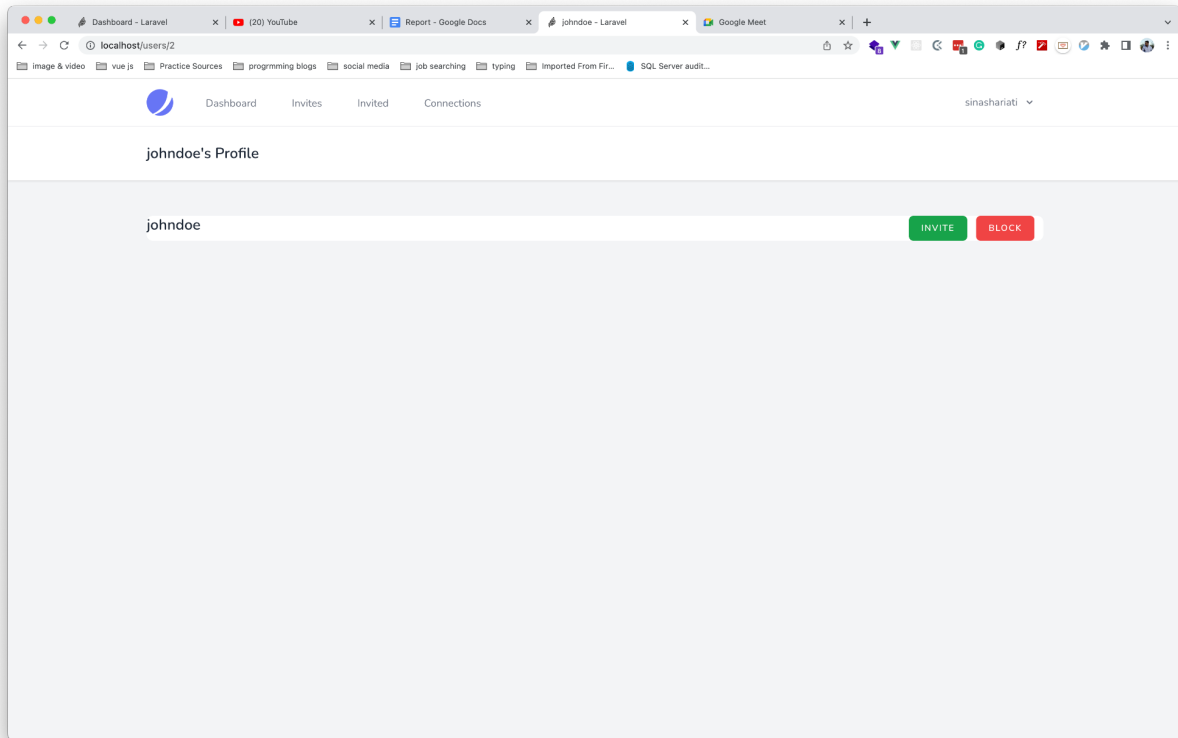 Dashboard - Laravel
(20) YouTube
Report - Google Docs
johndoe - Laravel
Google Meet
localhost/users/2
f?
image & video
vue js
Practice Sources
progrmming blogs
social media
job searching
typing
Imported From Fir...
SQL Server audit...
Dashboard
Invites
Invited
Connections
sinashariati
johndoe's Profile
johndoe
INVITE
BLOCK